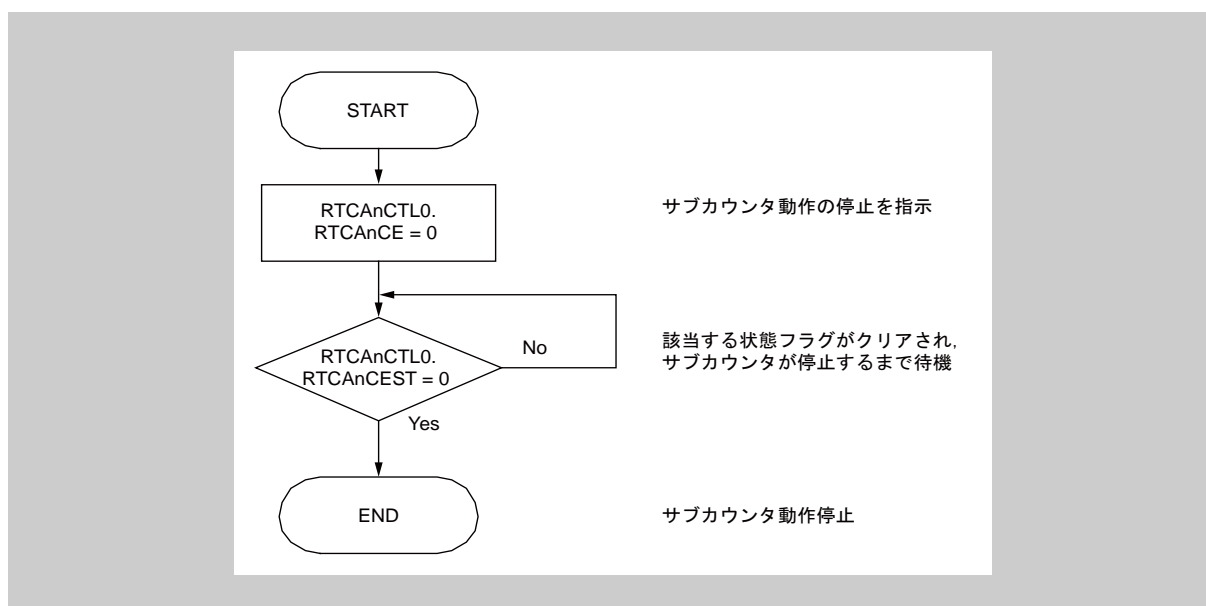 START
RTCAnCTL0.
RTCAnCE = 0
サブカウンタ動作の停止を指示
RTCAnCTL0.
RTCAnCEST = 0
No
該当する状態フラグがクリアされ,
サブカウンタが停止するまで待機
Yes
END
サブカウンタ動作停止